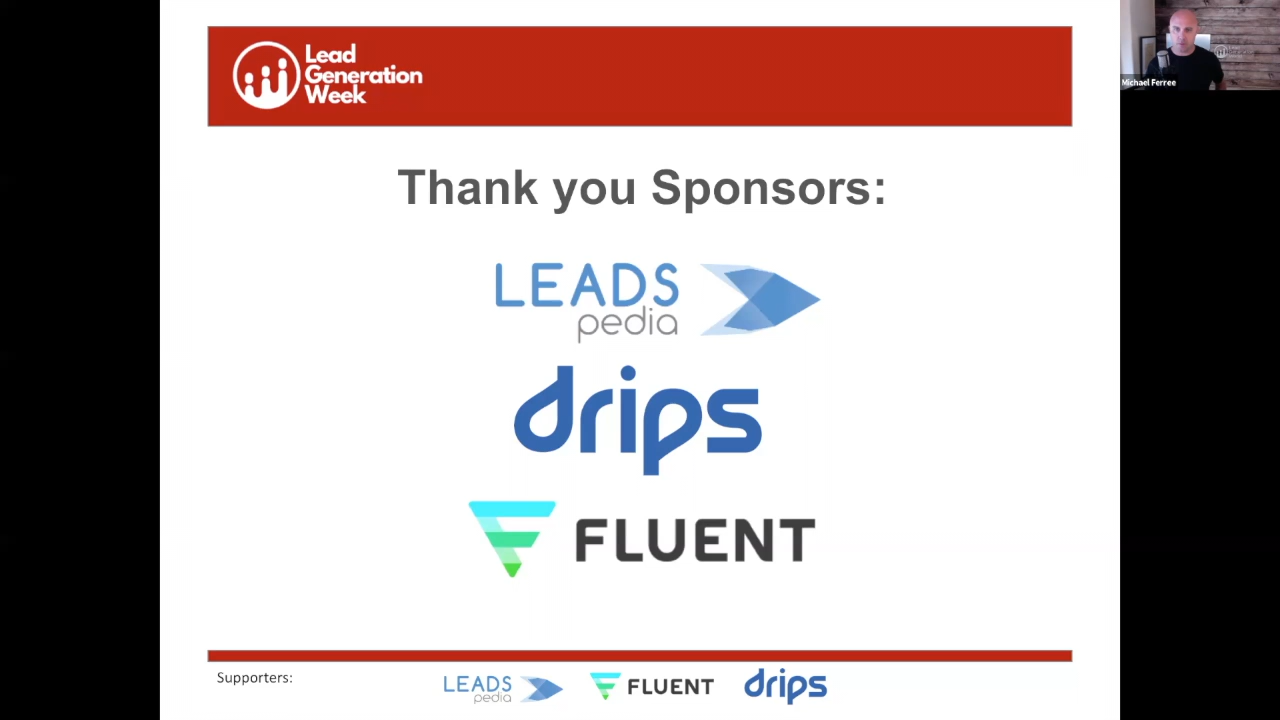 Lead
Generation
Week
Michael Ferree
Thank you Sponsors:
LEADS
pedia
drips
FLUENT
Supporters:
LEADS
pedia
FLUENT
drips